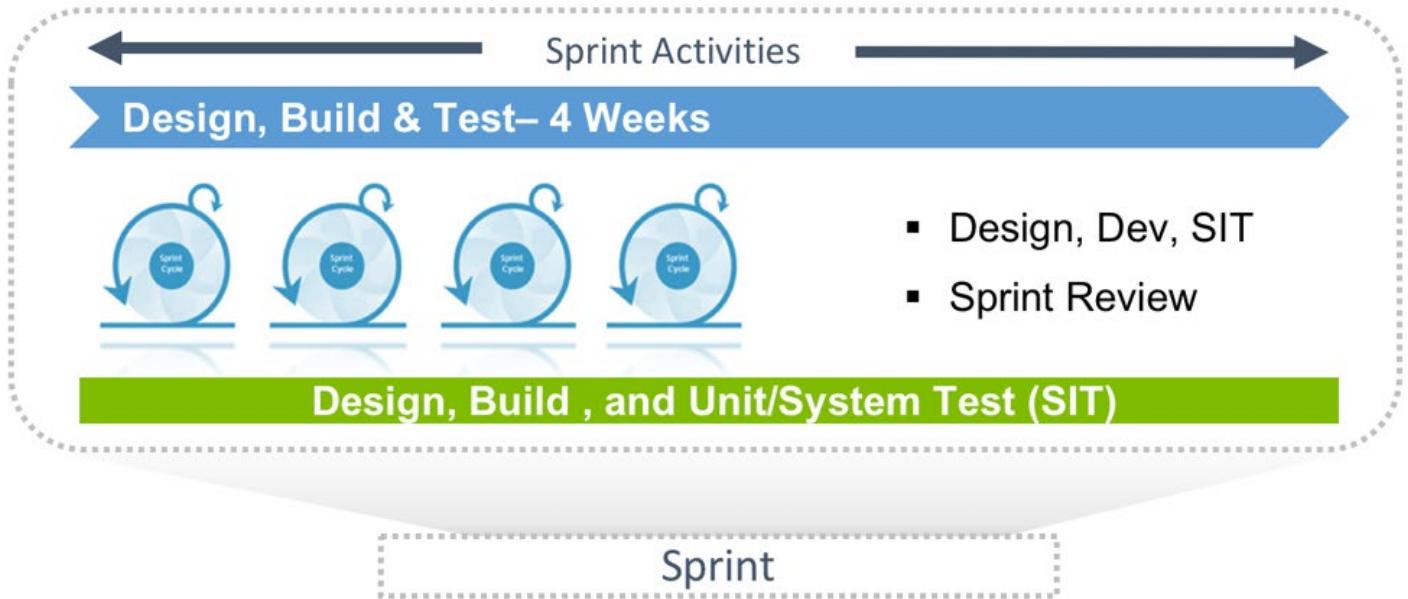 Sprint Activities
Design, Build & Test– 4 Weeks
Sprint
Cycle
Sprint
Cycle
Sprint
Cycle
Sprint
Cycle
▪ Design, Dev, SIT
▪ Sprint Review
Design, Build , and Unit/System Test (SIT)
Sprint